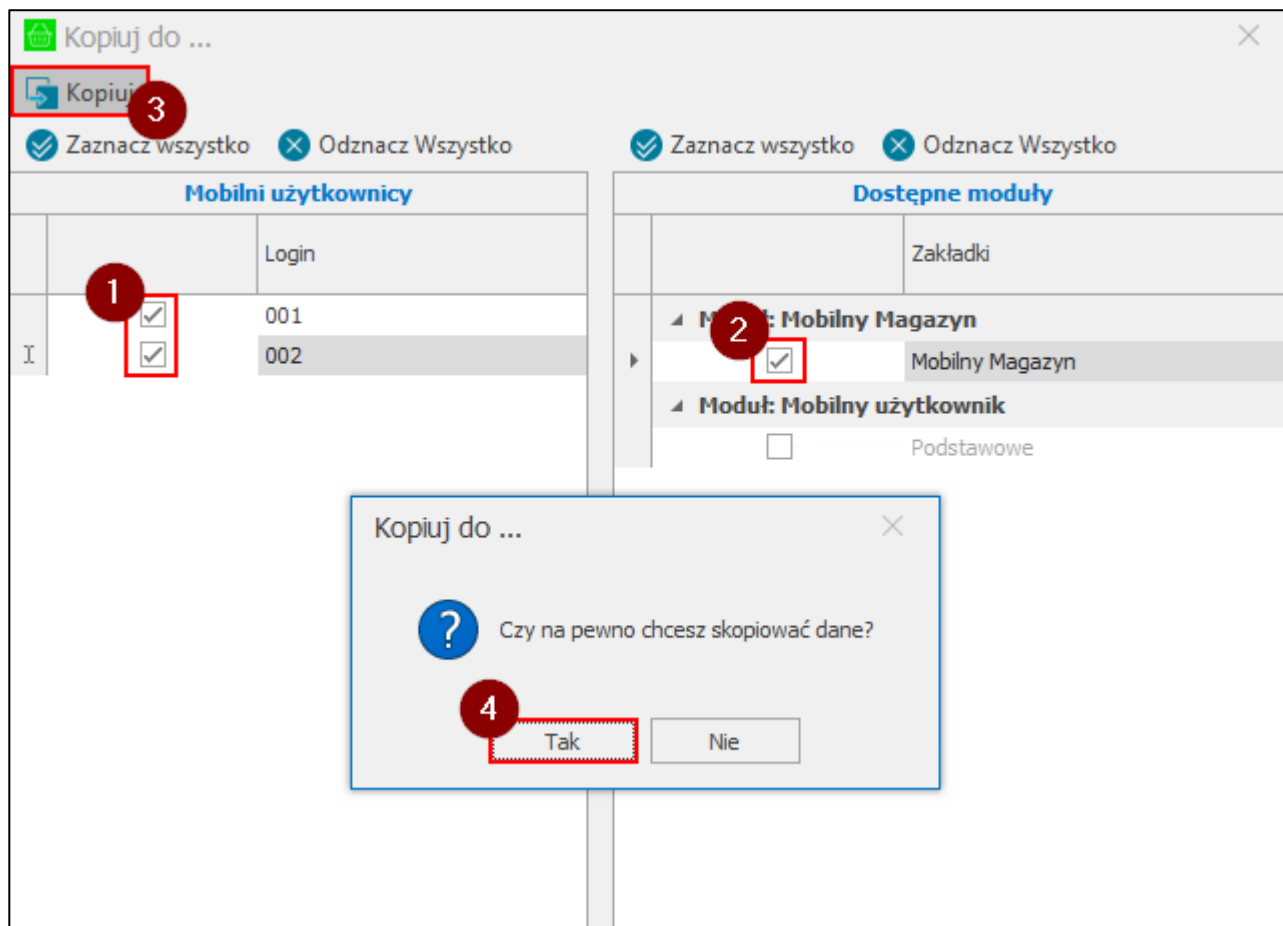 Kopiuj do ...
Kopiuj
3
Zaznacz wszystko Odznacz Wszystko
Zaznacz wszystko Odznacz Wszystko
Mobilni użytkownicy
Dostępne moduły
Login
Zakładki
1
001
002
2
: Mobilny Magazyn
Mobilny Magazyn
Moduł: Mobilny użytkownik
Podstawowe
Kopiuj do ...
?
Czy na pewno chcesz skopiować dane?
4
Tak
Nie